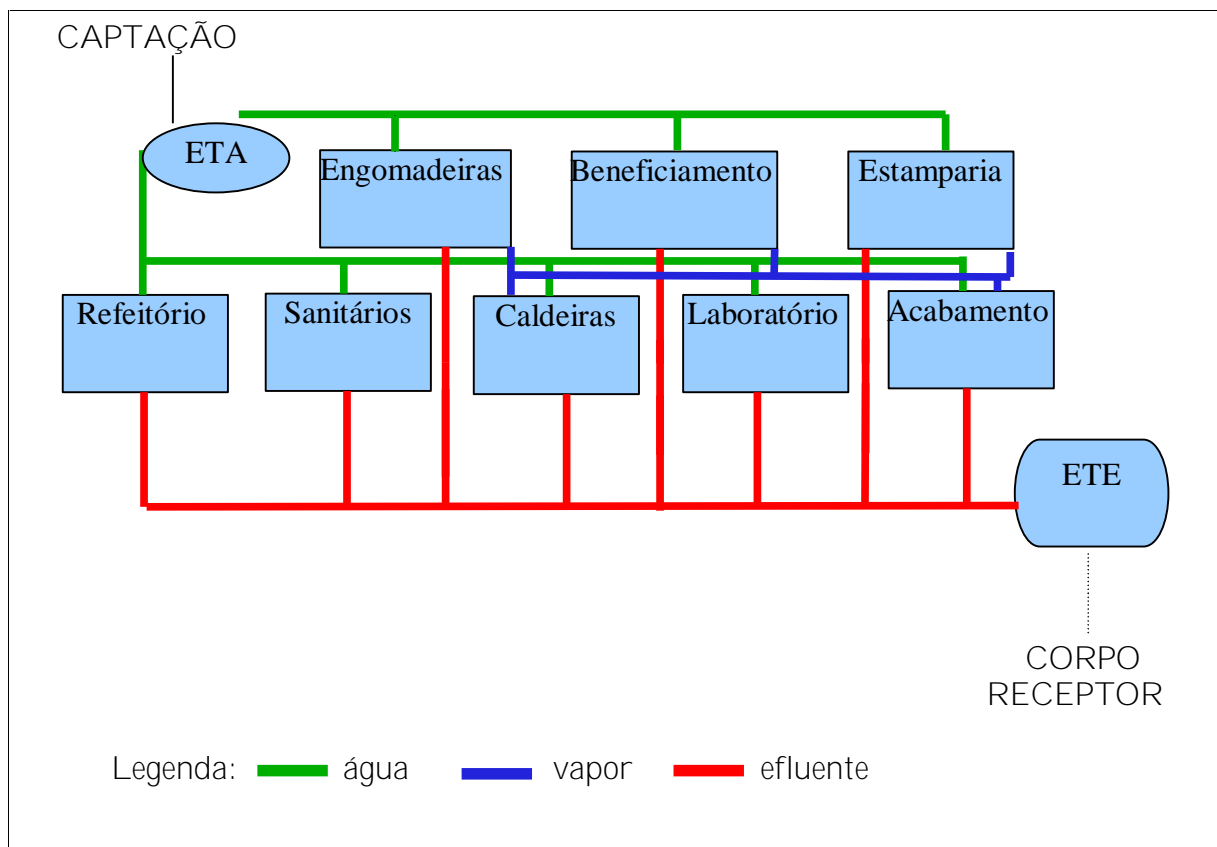 CAPTAÇÃO
ETA
Engomadeiras
Beneficiamento
Estamparia
Refeitório
Sanitários
Caldeiras
Laboratório
Acabamento
ETE
CORPO
RECEPTOR
Legenda: água vapor efluente